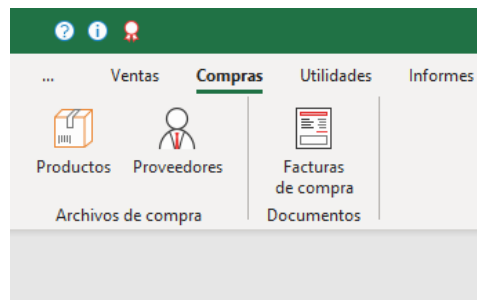 ... Ventas Compras Utilidades Informes
Productos Proveedores Facturas
de compra
Archivos de compra Documentos